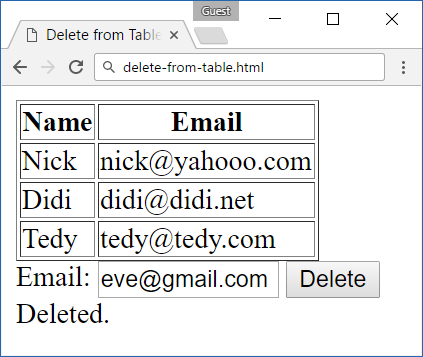 Guest
Delete from Table
delete-from-table.html
Name Email
Nick nick@yahooo.com
Didi didi@didi.net
Tedy tedy@tedy.com
Email: eve@gmail.com Delete
Deleted.